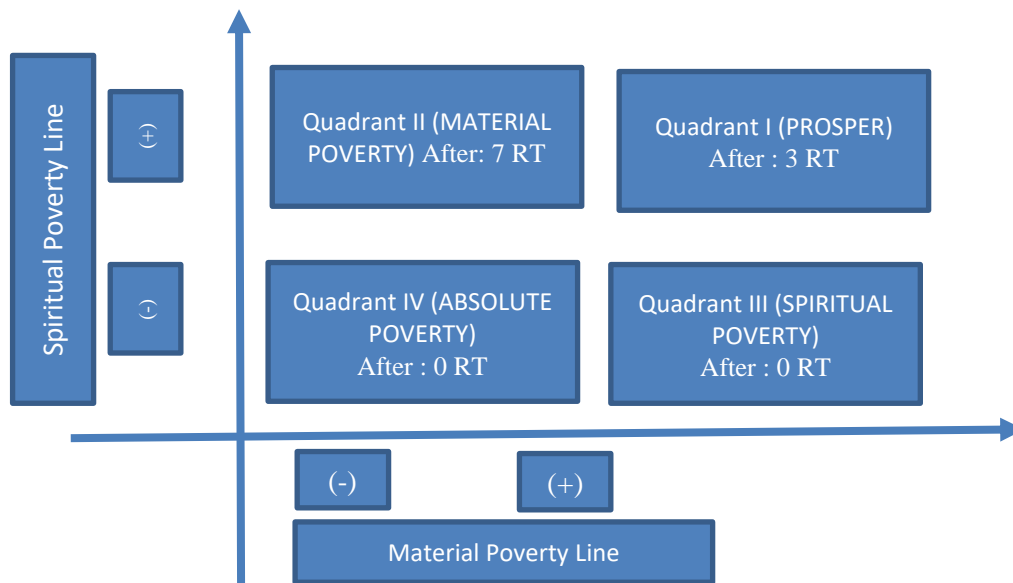 Spiritual Poverty Line
(+)
Quadrant II (MATERIAL
POVERTY) After: 7 RT
Quadrant I (PROSPER)
After : 3 RT
(-)
Quadrant IV (ABSOLUTE
POVERTY)
After : 0 RT
Quadrant III (SPIRITUAL
POVERTY)
After : 0 RT
(-)
(+)
Material Poverty Line